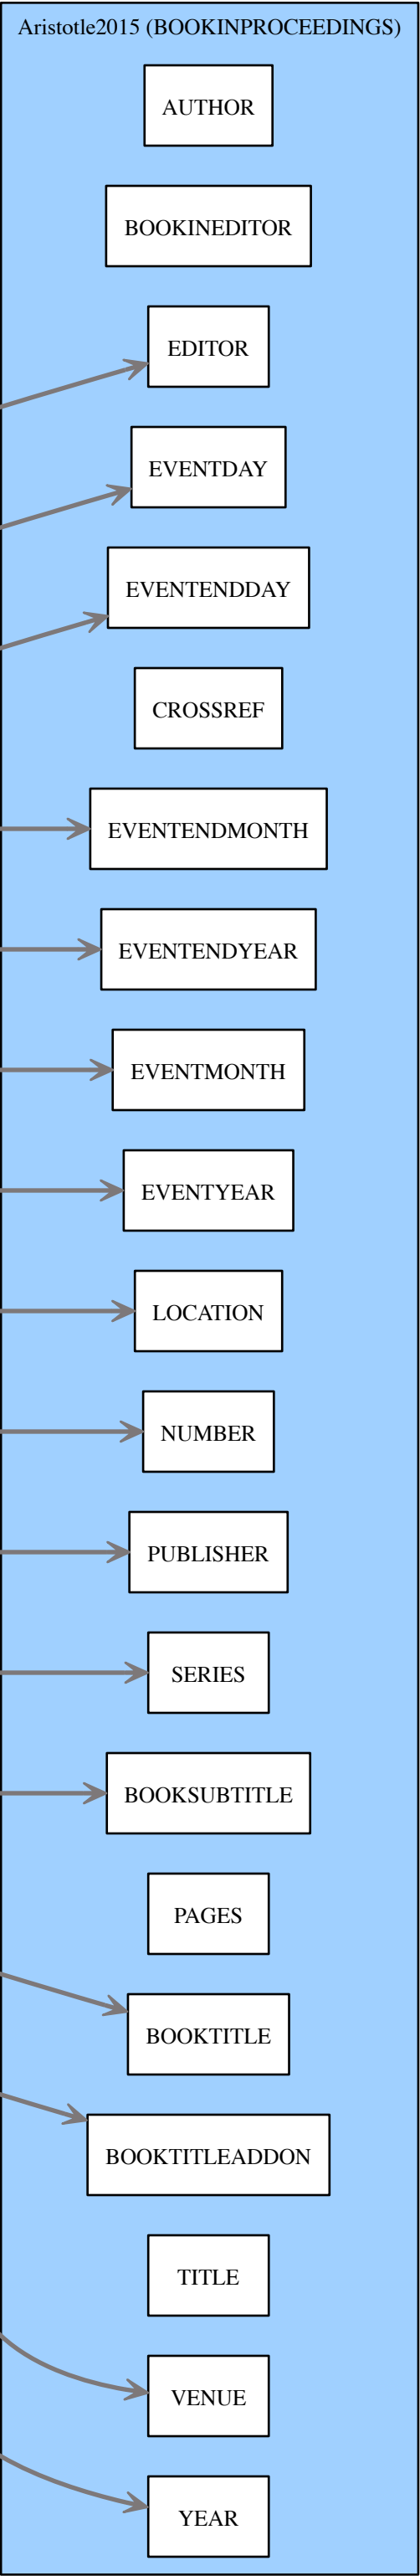 Aristotle2015 (BOOKINPROCEEDINGS)
AUTHOR
BOOKINEDITOR
EDITOR
EVENTDAY
EVENTENDDAY
CROSSREF
EVENTENDMONTH
EVENTENDYEAR
EVENTMONTH
EVENTYEAR
LOCATION
NUMBER
PUBLISHER
SERIES
BOOKSUBTITLE
PAGES
BOOKTITLE
BOOKTITLEADDON
TITLE
VENUE
YEAR